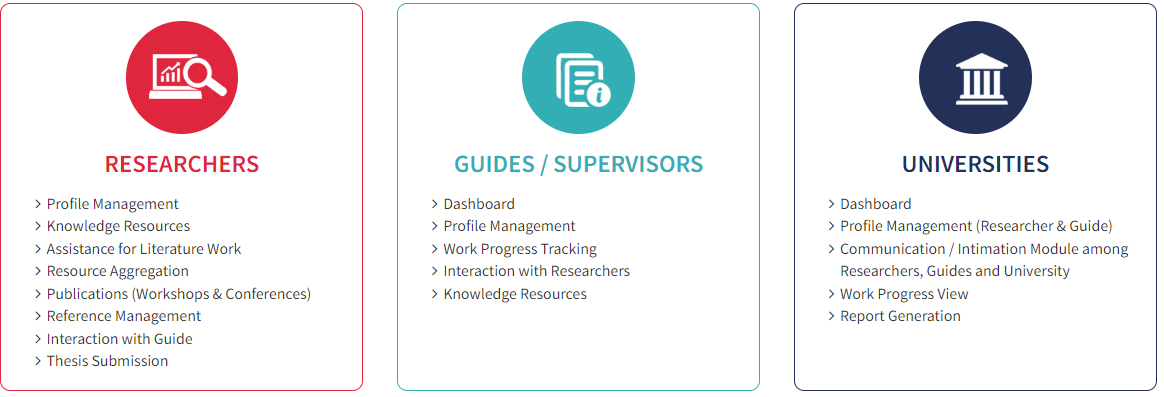 RESEARCHERS
Profile Management
Knowledge Resources
Assistance for Literature Work
Resource Aggregation
Publications (Workshops & Conferences)
Reference Management
Interaction with Guide
Thesis Submission
GUIDES / SUPERVISORS
Dashboard
Profile Management
Work Progress Tracking
Interaction with Researchers
Knowledge Resources
UNIVERSITIES
Dashboard
Profile Management (Researcher & Guide)
Communication / Intimation Module among
Researchers, Guides and University
Work Progress View
Report Generation